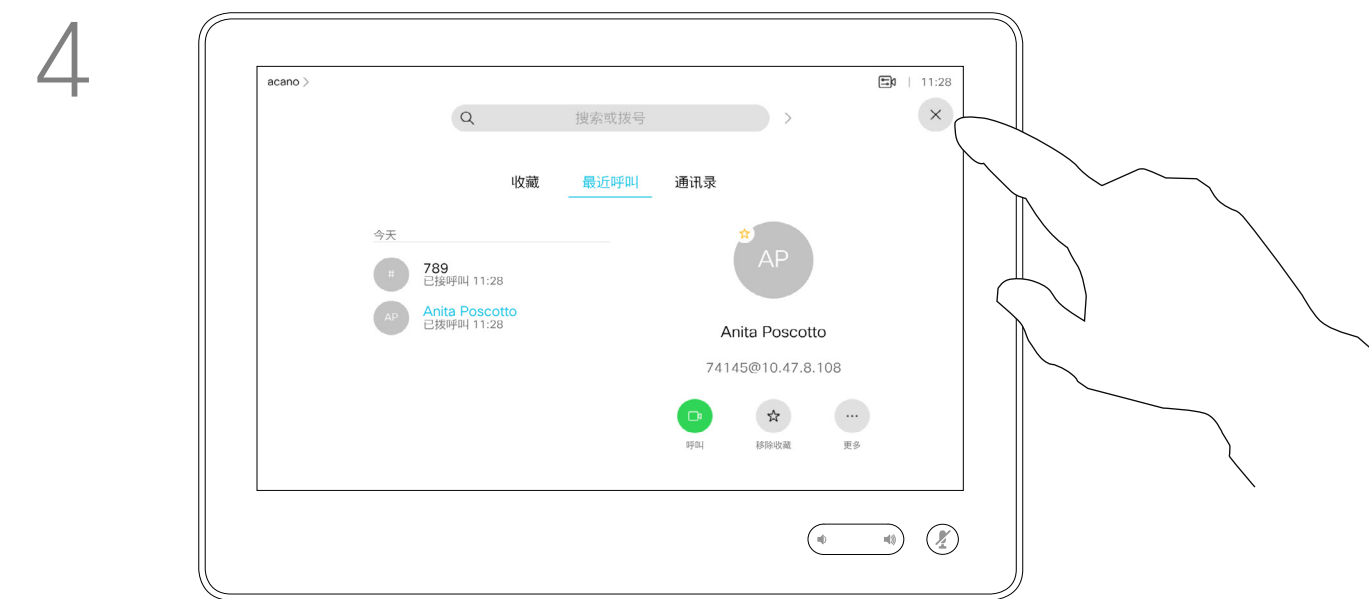 4
acano >
11:28
搜索或拨号
收藏 最近呼叫 通讯录
今天
AP
#
789
已接呼叫 11:28
AP
Anita Poscotto
已拨呼叫 11:28
Anita Poscotto
74145@10.47.8.108
呼叫 移除收藏 更多